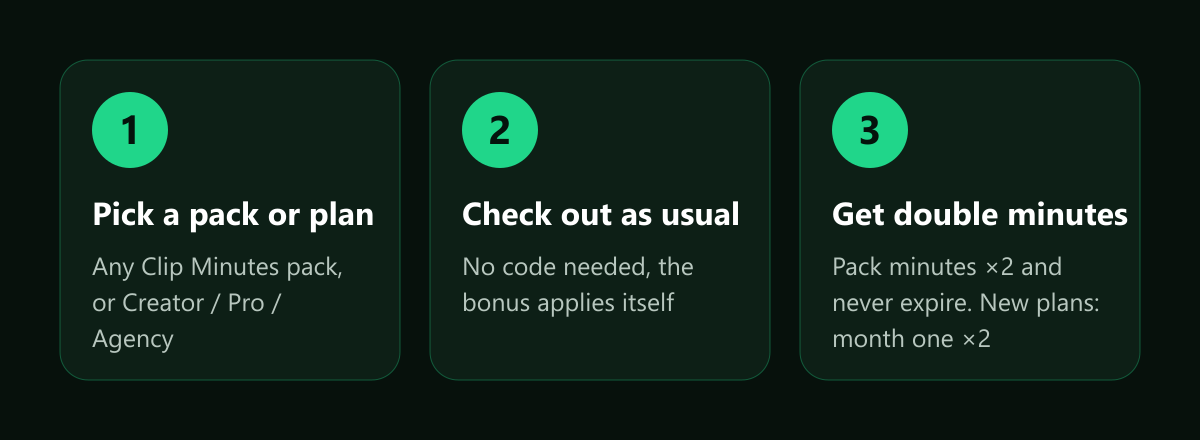 1
Pick a pack or plan
Any Clip Minutes pack,
or Creator / Pro /
Agency
2
Check out as usual
No code needed, the
bonus applies itself
3
Get double minutes
Pack minutes ×2 and
never expire. New plans:
month one ×2